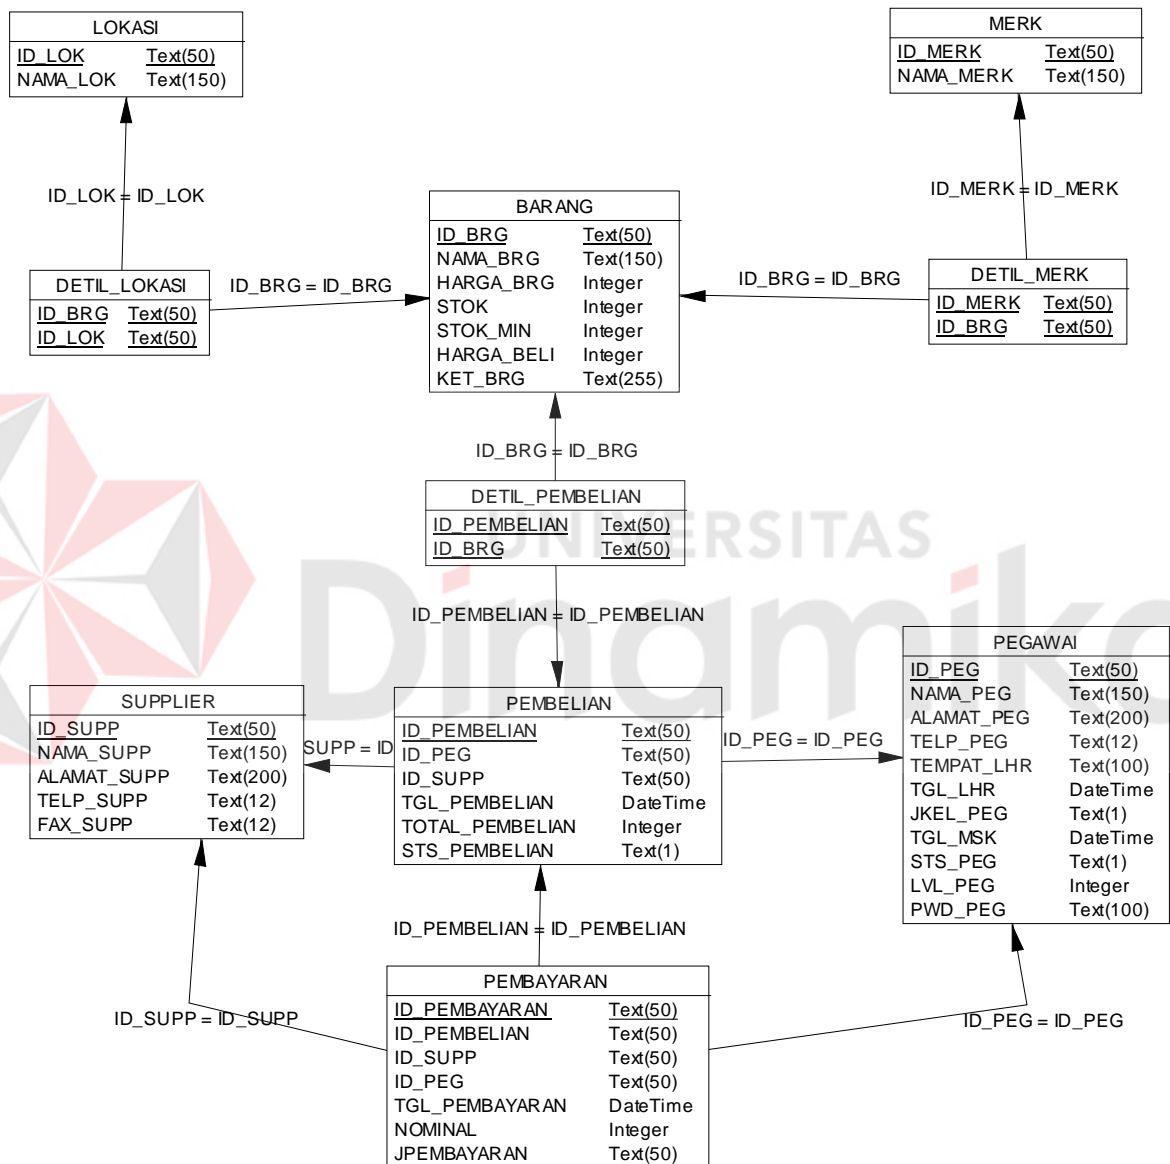 LOKASI
ID_LOK Text(50)
NAMA_LOK Text(150)
MERK
ID_MERK Text(50)
NAMA_MERK Text(150)
ID_LOK = ID_LOK
ID_MERK = ID_MERK
BARANG
ID_BRG Text(50)
NAMA_BRG Text(150)
HARGA_BRG Integer
STOK Integer
STOK_MIN Integer
HARGA_BELI Integer
KET_BRG Text(255)
DETIL_LOKASI
ID_BRG Text(50)
ID_LOK Text(50)
ID_BRG = ID_BRG
ID_BRG = ID_BRG
DETIL_MERK
ID_MERK Text(50)
ID_BRG Text(50)
ID_BRG = ID_BRG
DETIL_PEMBELIAN
ID_PEMBELIAN Text(50)
ID_BRG Text(50)
UNIVERSITAS
Dinamika
ID_PEMBELIAN = ID_PEMBELIAN
SUPPLIER
ID_SUPP Text(50)
NAMA_SUPP Text(150)
ALAMAT_SUPP Text(200)
TELP_SUPP Text(12)
FAX_SUPP Text(12)
SUPP = ID
PEMBELIAN
ID_PEMBELIAN Text(50)
ID_PEG Text(50)
ID_SUPP Text(50)
TGL_PEMBELIAN DateTime
TOTAL_PEMBELIAN Integer
STS_PEMBELIAN Text(1)
ID_PEG = ID_PEG
PEGAWAI
ID_PEG Text(50)
NAMA_PEG Text(150)
ALAMAT_PEG Text(200)
TELP_PEG Text(12)
TEMPAT_LHR Text(100)
TGL_LHR DateTime
JKEL_PEG Text(1)
TGL_MSK DateTime
STS_PEG Text(1)
LVL_PEG Integer
PWD_PEG Text(100)
ID_PEMBELIAN = ID_PEMBELIAN
ID_SUPP = ID_SUPP
ID_PEG = ID_PEG
PEMBAYARAN
ID_PEMBAYARAN Text(50)
ID_PEMBELIAN Text(50)
ID_SUPP Text(50)
ID_PEG Text(50)
TGL_PEMBAYARAN DateTime
NOMINAL Integer
JPEMBAYARAN Text(50)